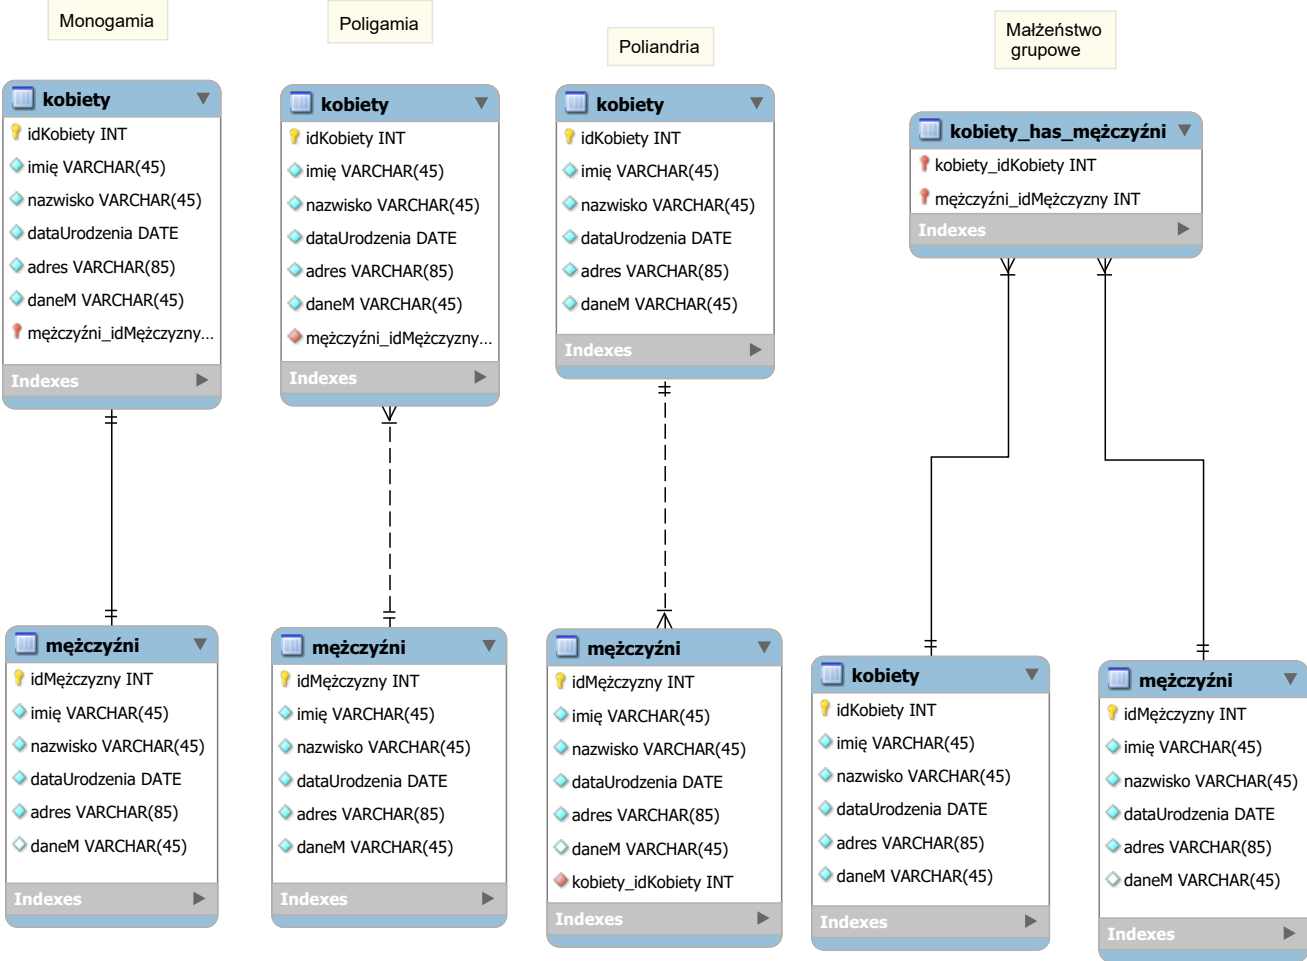 Monogamia
kobiety
idKobiety INT
imię VARCHAR(45)
nazwisko VARCHAR(45)
dataUrodzenia DATE
adres VARCHAR(85)
daneM VARCHAR(45)
mężczyźni_idMężczyzny...
Indexes
mężczyźni
idMężczyzny INT
imię VARCHAR(45)
nazwisko VARCHAR(45)
dataUrodzenia DATE
adres VARCHAR(85)
daneM VARCHAR(45)
Indexes
Poligamia
kobiety
idKobiety INT
imię VARCHAR(45)
nazwisko VARCHAR(45)
dataUrodzenia DATE
adres VARCHAR(85)
daneM VARCHAR(45)
mężczyźni_idMężczyzny...
Indexes
mężczyźni
idMężczyzny INT
imię VARCHAR(45)
nazwisko VARCHAR(45)
dataUrodzenia DATE
adres VARCHAR(85)
daneM VARCHAR(45)
Indexes
Poliandria
kobiety
idKobiety INT
imię VARCHAR(45)
nazwisko VARCHAR(45)
dataUrodzenia DATE
adres VARCHAR(85)
daneM VARCHAR(45)
Indexes
mężczyźni
idMężczyzny INT
imię VARCHAR(45)
nazwisko VARCHAR(45)
dataUrodzenia DATE
adres VARCHAR(85)
daneM VARCHAR(45)
kobiety_idKobiety INT
Indexes
Małżeństwo
grupowe
kobiety_has_mężczyźni
kobiety_idKobiety INT
mężczyźni_idMężczyzny INT
Indexes
kobiety
idKobiety INT
imię VARCHAR(45)
nazwisko VARCHAR(45)
dataUrodzenia DATE
adres VARCHAR(85)
daneM VARCHAR(45)
Indexes
mężczyźni
idMężczyzny INT
imię VARCHAR(45)
nazwisko VARCHAR(45)
dataUrodzenia DATE
adres VARCHAR(85)
daneM VARCHAR(45)
Indexes